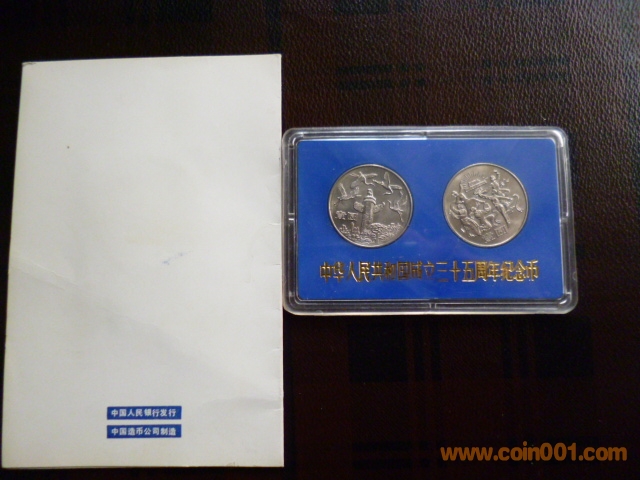 中华人民共和国成立三十五周年纪念币
中国人民银行发行
中国造币公司制造
www.coin001.com